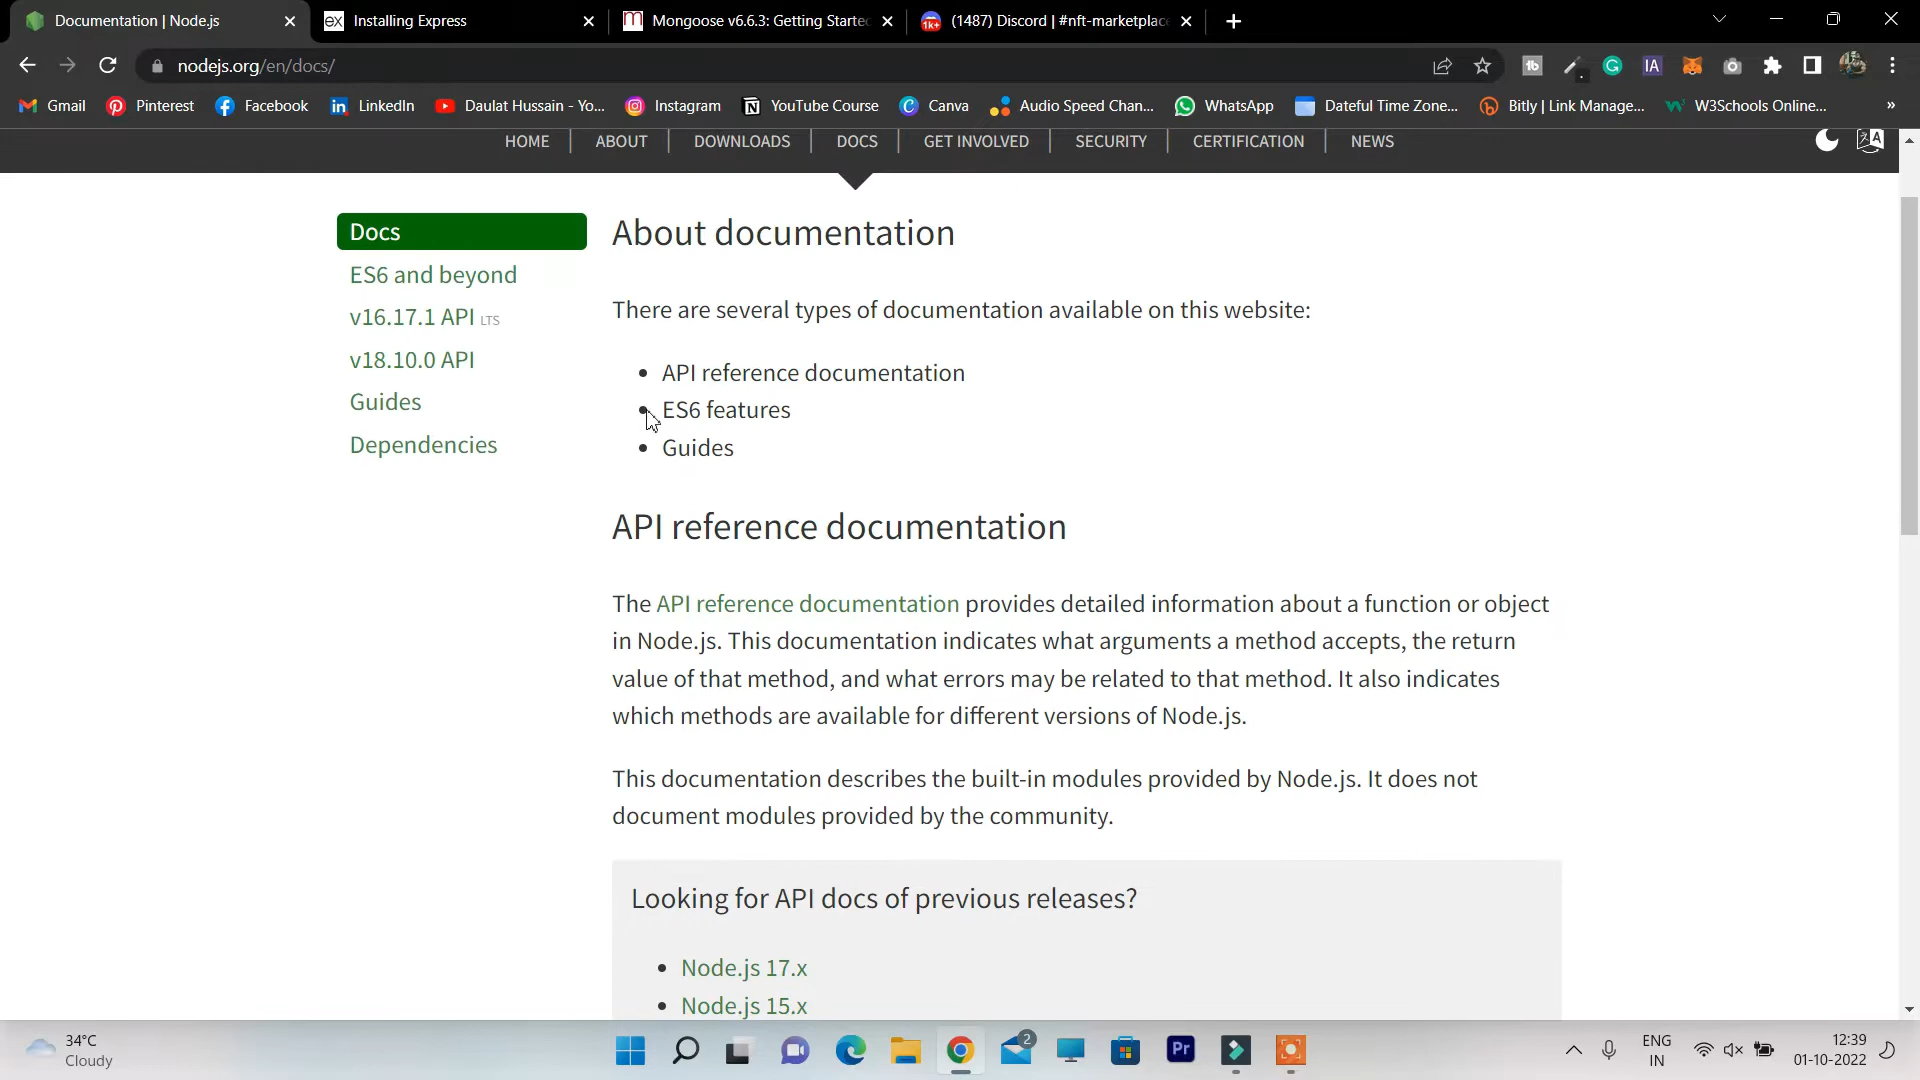 Documentation | Node.js
Installing Express
Mongoose v6.6.3: Getting Starte
(1487) Discord | #nft-marketplac
nodejs.org/en/docs/
Gmail
Pinterest
Facebook
LinkedIn
Daulat Hussain - Yo...
Instagram
YouTube Course
Canva
Audio Speed Chan...
WhatsApp
Dateful Time Zone...
Bitly | Link Manage...
W3Schools Online...
»
HOME
ABOUT
DOWNLOADS
DOCS
GET INVOLVED
SECURITY
CERTIFICATION
NEWS
Docs
ES6 and beyond
v16.17.1 API LTS
v18.10.0 API
Guides
Dependencies
About documentation
There are several types of documentation available on this website:
• API reference documentation
• ES6 features
• Guides
API reference documentation
The API reference documentation provides detailed information about a function or object
in Node.js. This documentation indicates what arguments a method accepts, the return
value of that method, and what errors may be related to that method. It also indicates
which methods are available for different versions of Node.js.
This documentation describes the built-in modules provided by Node.js. It does not
document modules provided by the community.
Looking for API docs of previous releases?
• Node.js 17.x
• Node.js 15.x
34°C
Cloudy
2
Pr
ENG
IN
12:39
01-10-2022